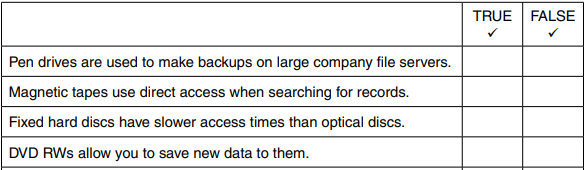 TRUE FALSE
✓ ✓
Pen drives are used to make backups on large company file servers.
Magnetic tapes use direct access when searching for records.
Fixed hard discs have slower access times than optical discs.
DVD RWs allow you to save new data to them.